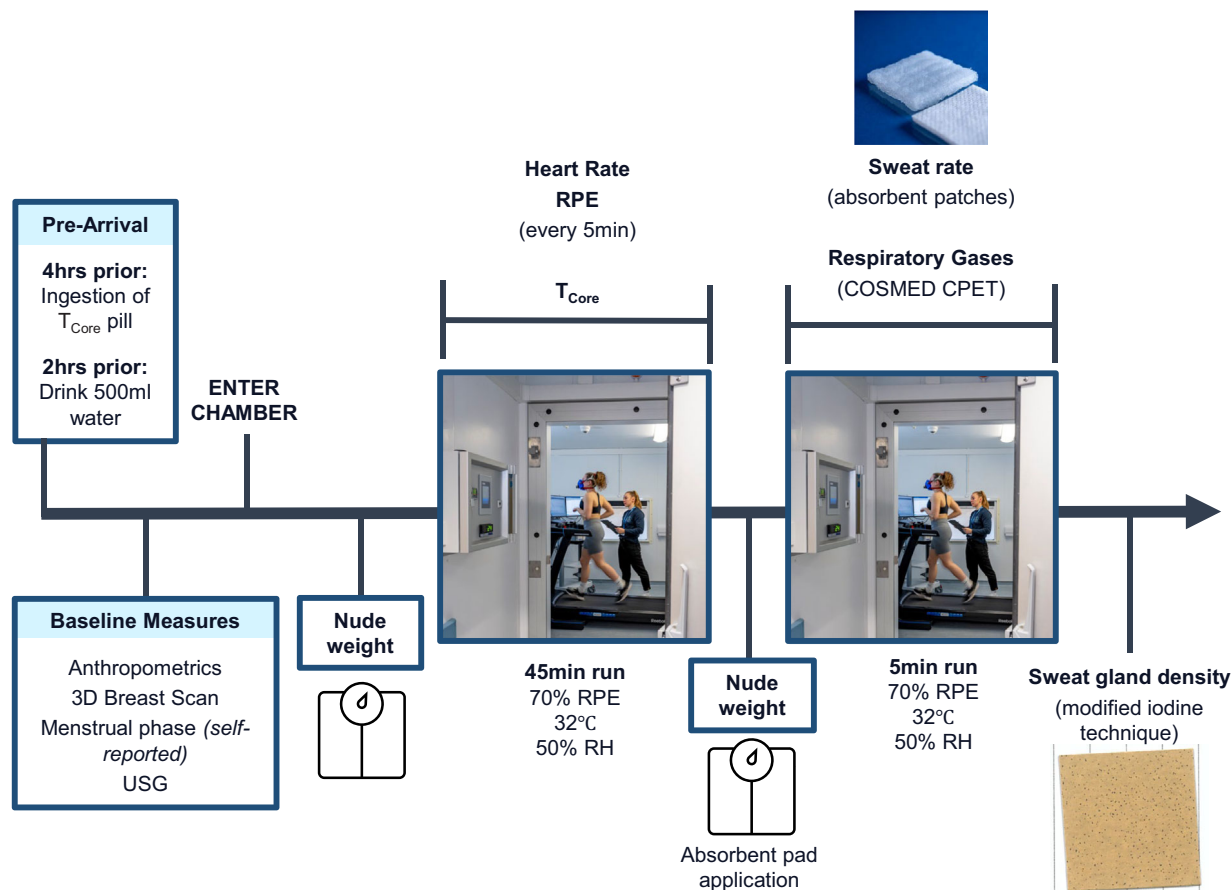 Pre-Arrival
4hrs prior:
Ingestion of
T_Core pill
2hrs prior:
Drink 500ml
water
ENTER
CHAMBER
Baseline Measures
Anthropometrics
3D Breast Scan
Menstrual phase (self-
reported)
USG
Nude
weight
Heart Rate
RPE
(every 5min)
T_Core
45min run
70% RPE
32℃
50% RH
Nude
weight
Absorbent pad
application
Sweat rate
(absorbent patches)
Respiratory Gases
(COSMED CPET)
5min run
70% RPE
32℃
50% RH
Sweat gland density
(modified iodine
technique)